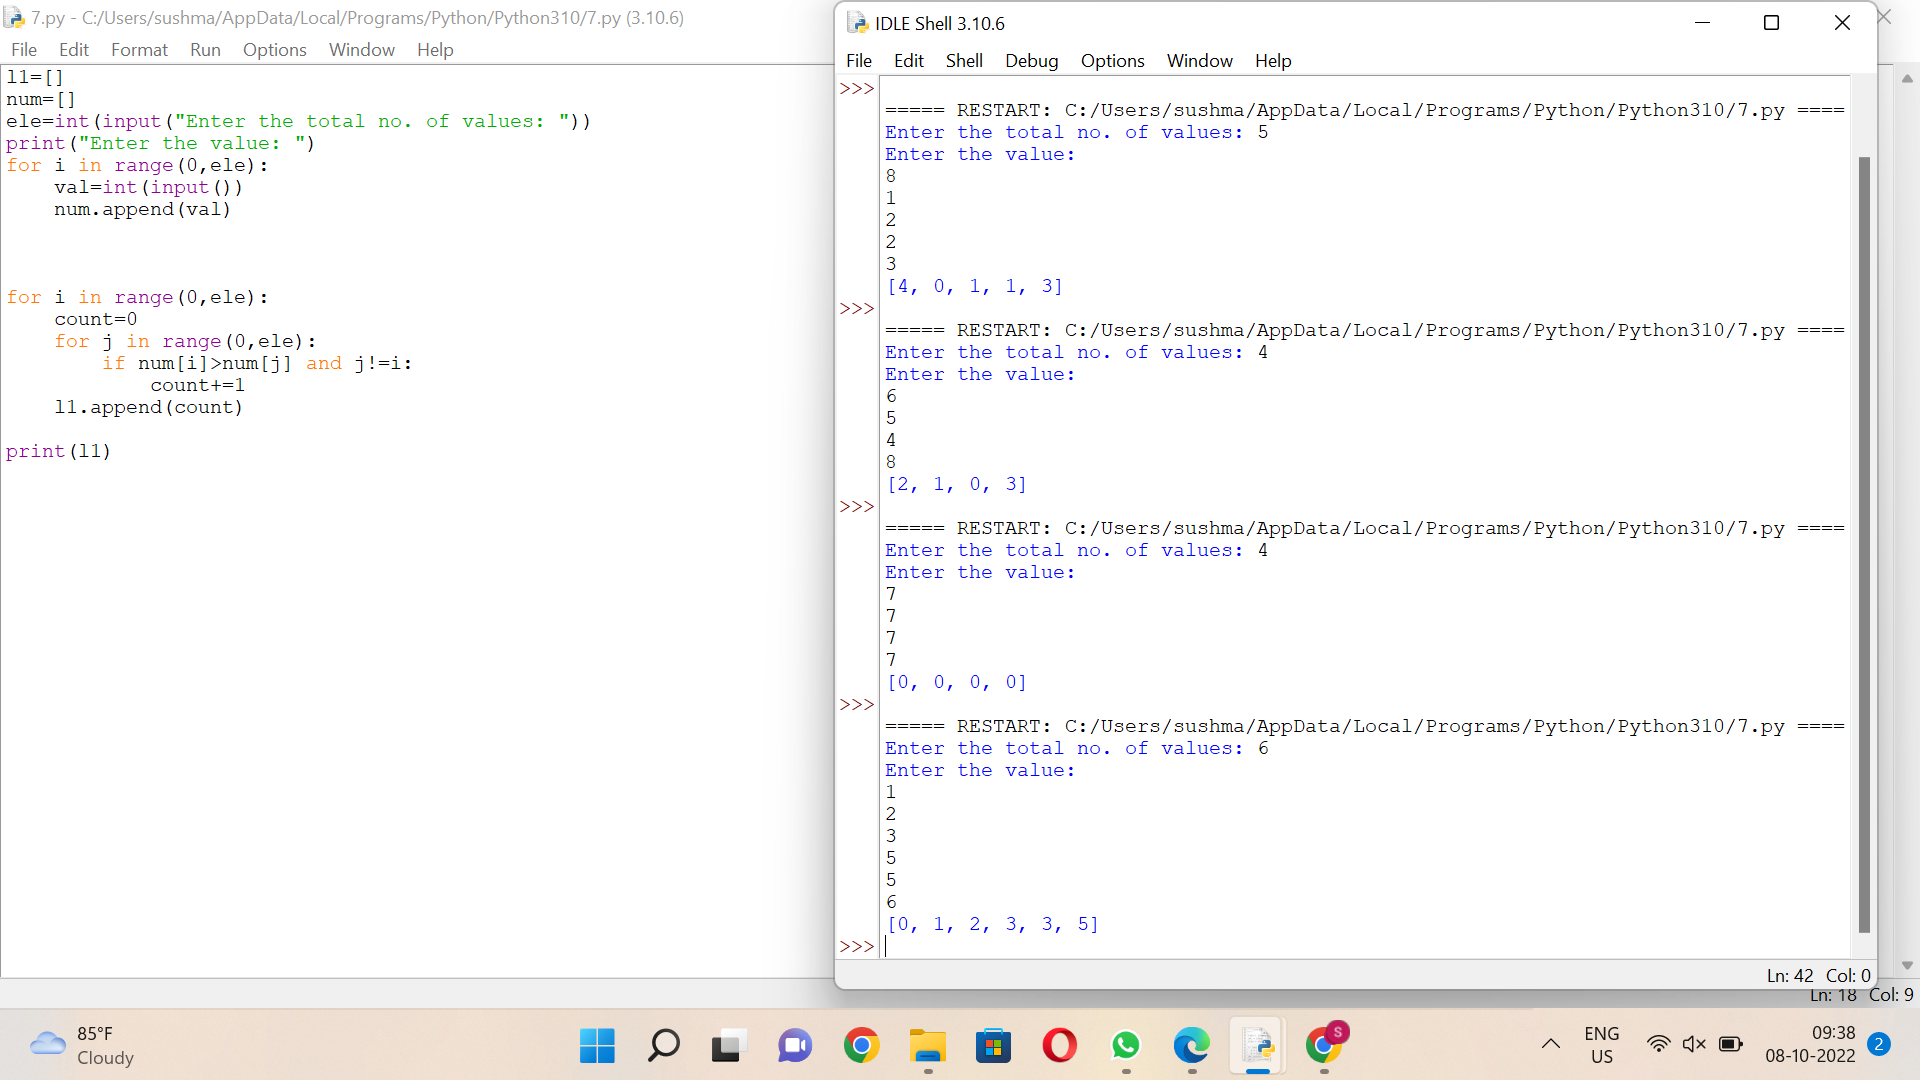 7.py - C:/Users/sushma/AppData/Local/Programs/Python/Python310/7.py (3.10.6)
File Edit Format Run Options Window Help
l1=[]
num=[]
ele=int(input("Enter the total no. of values: "))
print("Enter the value: ")
for i in range(0,ele):
    val=int(input())
    num.append(val)
for i in range(0,ele):
    count=0
    for j in range(0,ele):
        if num[i]>num[j] and j!=i:
            count+=1
    l1.append(count)
print(l1)
IDLE Shell 3.10.6
File Edit Shell Debug Options Window Help
>>>
===== RESTART: C:/Users/sushma/AppData/Local/Programs/Python/Python310/7.py ====
Enter the total no. of values: 5
Enter the value:
8
1
2
2
3
[4, 0, 1, 1, 3]
>>>
===== RESTART: C:/Users/sushma/AppData/Local/Programs/Python/Python310/7.py ====
Enter the total no. of values: 4
Enter the value:
6
5
4
8
[2, 1, 0, 3]
>>>
===== RESTART: C:/Users/sushma/AppData/Local/Programs/Python/Python310/7.py ====
Enter the total no. of values: 4
Enter the value:
7
7
7
7
[0, 0, 0, 0]
>>>
===== RESTART: C:/Users/sushma/AppData/Local/Programs/Python/Python310/7.py ====
Enter the total no. of values: 6
Enter the value:
1
2
3
5
5
6
[0, 1, 2, 3, 3, 5]
>>>
Ln: 42 Col: 0
Ln: 18 Col: 9
85°F
Cloudy
S
ENG
US
09:38
08-10-2022
2